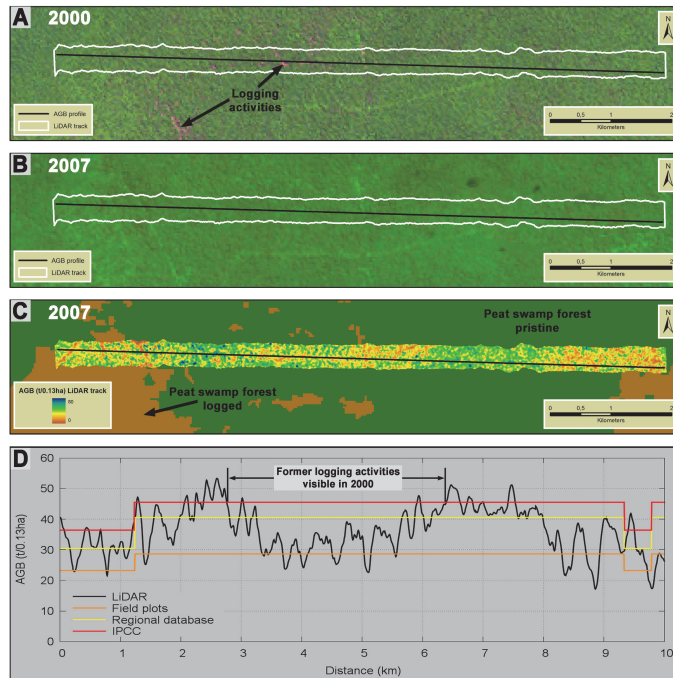 A 2000
N
Logging
activities
AGB profile
LiDAR track
0 0,5 1 2
Kilometers
B 2007
N
AGB profile
LiDAR track
0 0,5 1 2
Kilometers
C 2007
Peat swamp forest
pristine
N
AGB (t/0.13ha) LiDAR track
0
Peat swamp forest
logged
0 0,5 1 2
Kilometers
D
Former logging activities
visible in 2000
AGB (t/0.13ha)
60
50
40
30
20
10
0
LiDAR
Field plots
Regional database
IPCC
0 1 2 3 4 5 6 7 8 9 10
Distance (km)